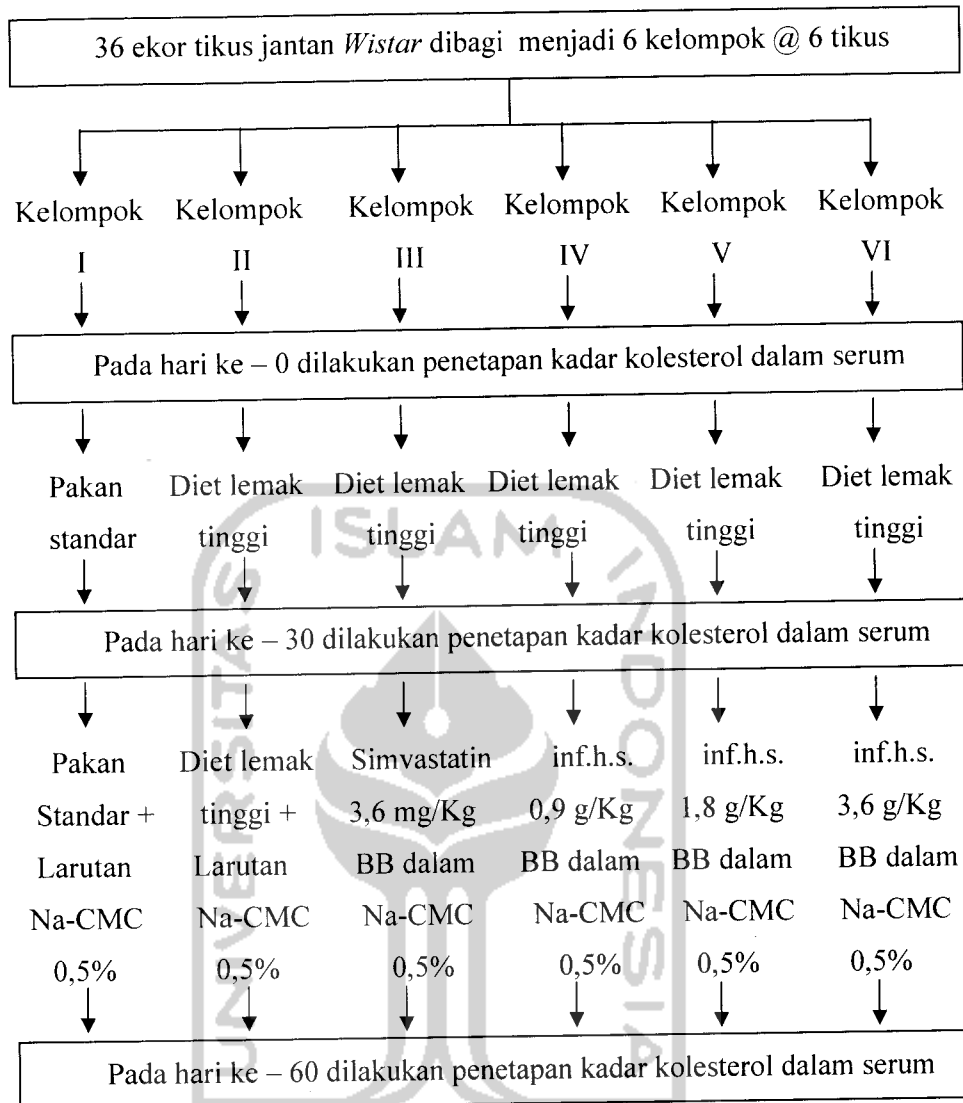 36 ekor tikus jantan Wistar dibagi menjadi 6 kelompok @ 6 tikus
Kelompok Kelompok Kelompok Kelompok Kelompok Kelompok
I II III IV V VI
Pada hari ke – 0 dilakukan penetapan kadar kolesterol dalam serum
Pakan Diet lemak Diet lemak Diet lemak Diet lemak Diet lemak
standar tinggi tinggi tinggi tinggi tinggi
Pada hari ke – 30 dilakukan penetapan kadar kolesterol dalam serum
Pakan Diet lemak Simvastatin inf.h.s. inf.h.s. inf.h.s.
Standar + tinggi + 3,6 mg/Kg 0,9 g/Kg 1,8 g/Kg 3,6 g/Kg
Larutan Larutan BB dalam BB dalam BB dalam BB dalam
Na-CMC Na-CMC Na-CMC Na-CMC Na-CMC Na-CMC
0,5% 0,5% 0,5% 0,5% 0,5% 0,5%
Pada hari ke – 60 dilakukan penetapan kadar kolesterol dalam serum
UNIVERSITAS
ISLAM
INDONESIA